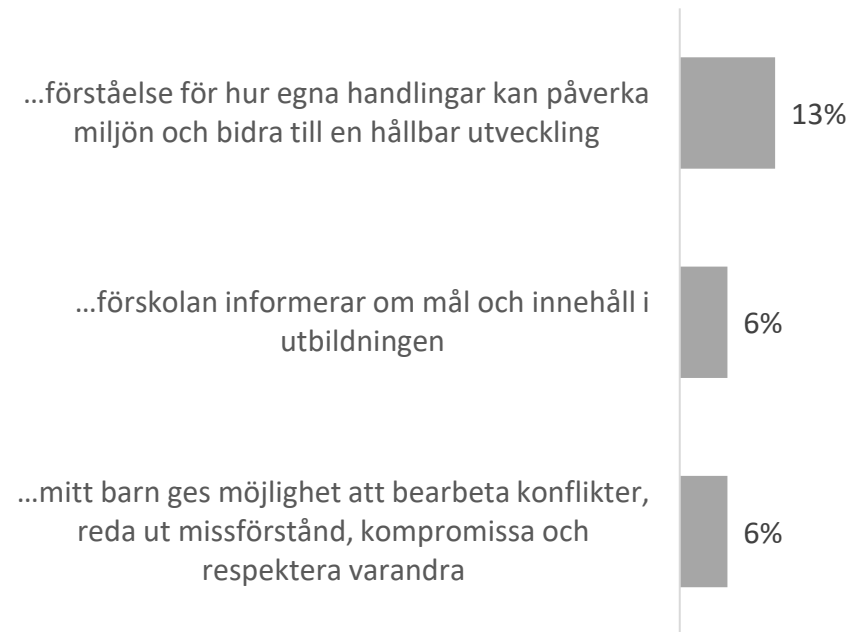 ...förståelse för hur egna handlingar kan påverka
miljön och bidra till en hållbar utveckling
13%
...förskolan informerar om mål och innehåll i
utbildningen
6%
...mitt barn ges möjlighet att bearbeta konflikter,
reda ut missförstånd, kompromissa och
respektera varandra
6%